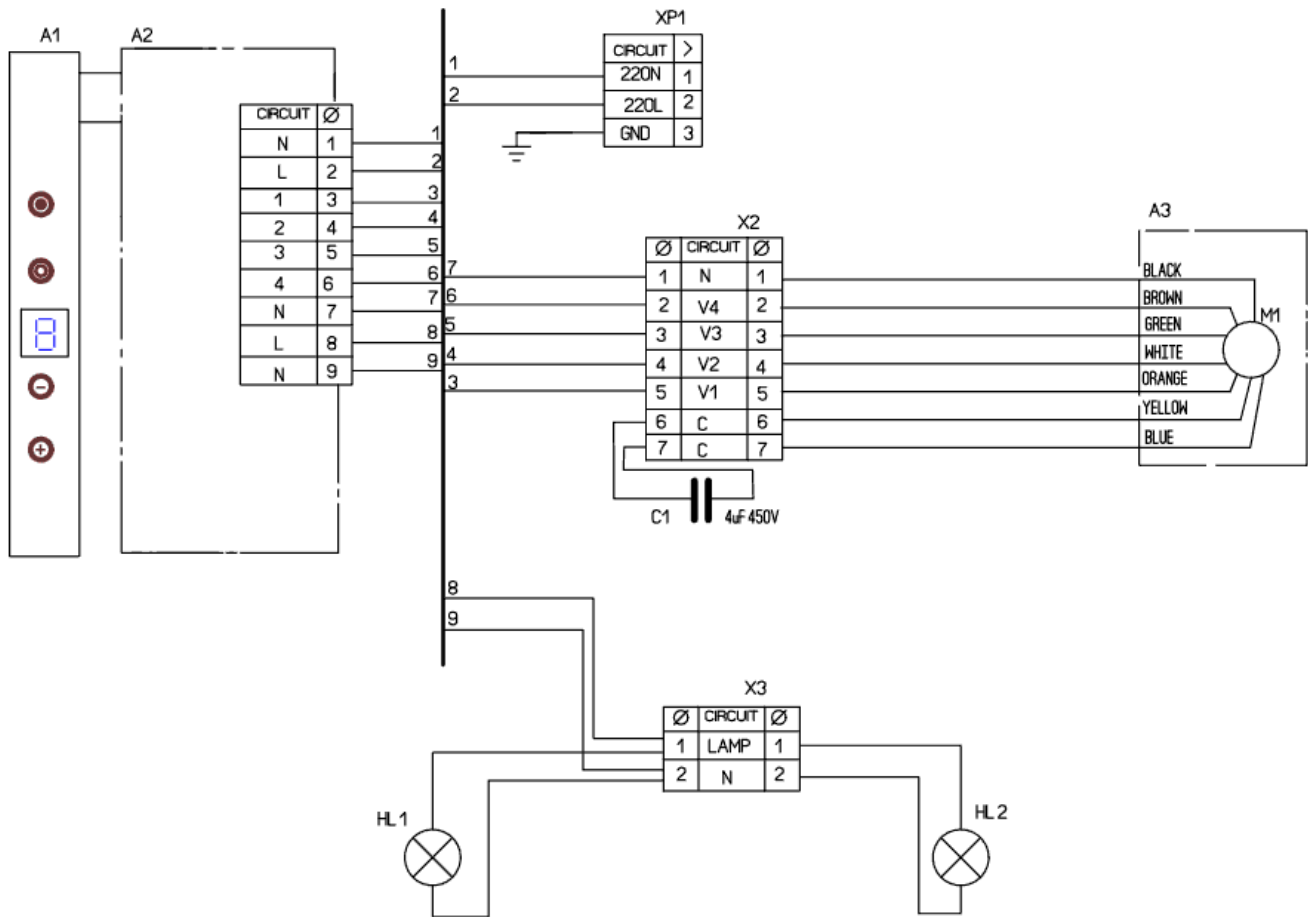 A1
A2
CIRCUIT Ø
N 1
L 2
1 3
2 4
3 5
4 6
N 7
L 8
N 9
8
1
2
3
4
5
6
7
8
9
1
2
7
6
5
4
3
8
9
XP1
CIRCUIT >
220N 1
220L 2
GND 3
X2
Ø CIRCUIT Ø
1 N 1
2 V4 2
3 V3 3
4 V2 4
5 V1 5
6 C 6
7 C 7
C1 4uF 450V
A3
BLACK
BROWN
GREEN
WHITE
ORANGE
YELLOW
BLUE
M1
X3
Ø CIRCUIT Ø
1 LAMP 1
2 N 2
HL1
HL2